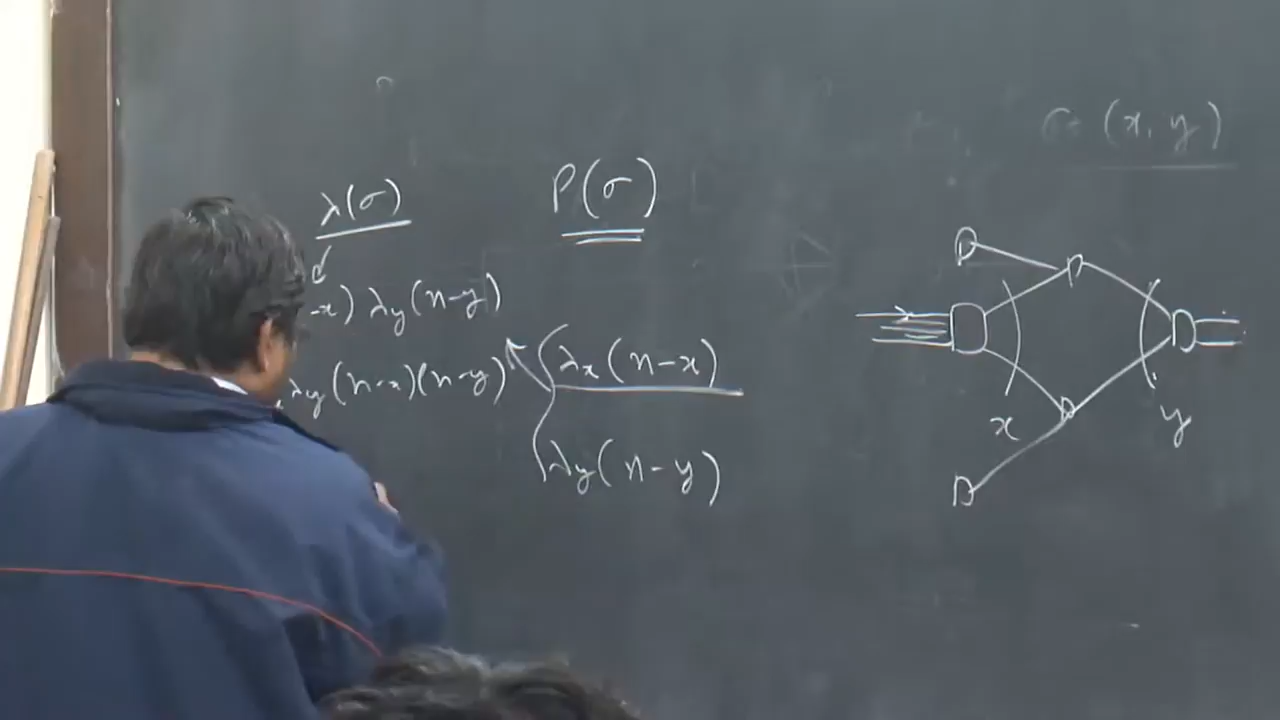 (x, y)
λ(σ)
P(σ)
-x) λy(n-y)
λx(n-x)
λy(n-x)(n-y)
λy(n-y)
x
y